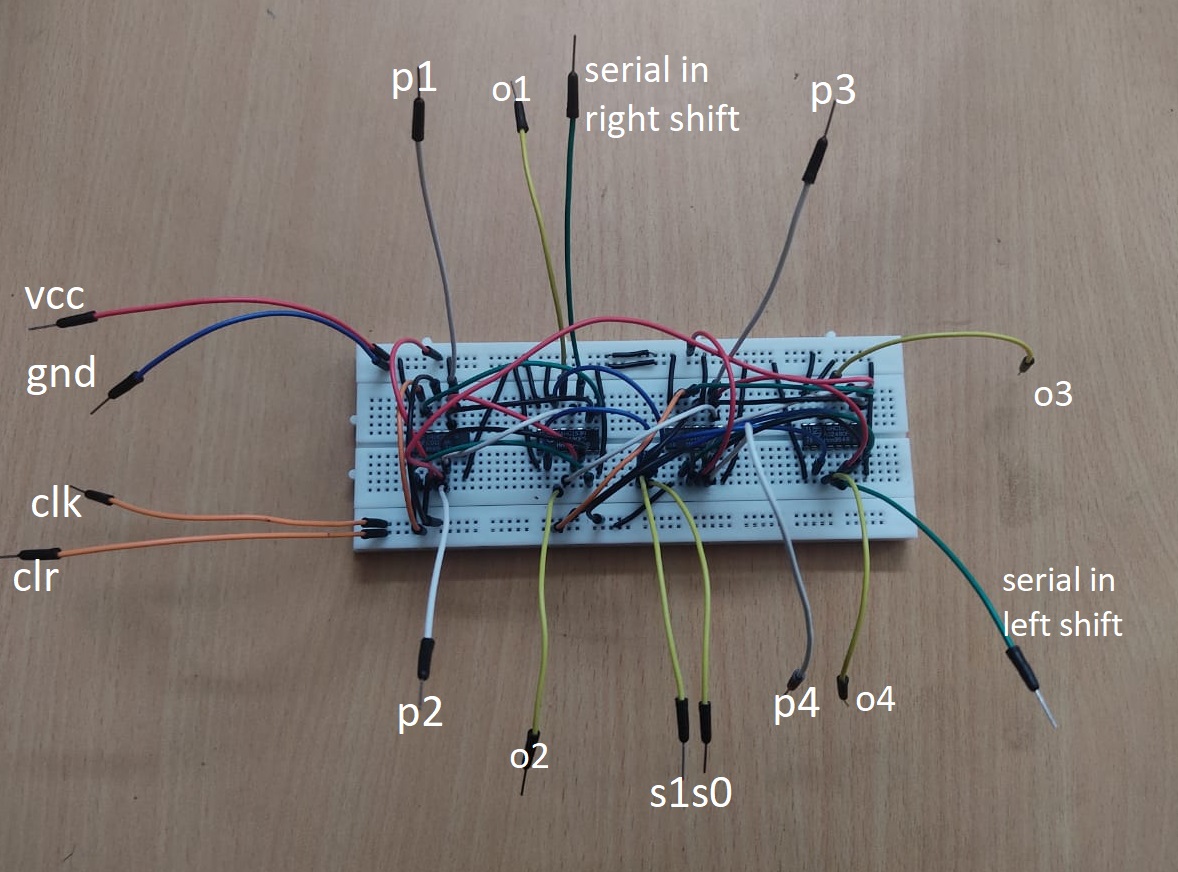 p1
o1
serial in
right shift
p3
vcc
gnd
o3
clk
clr
serial in
left shift
p2
o2
s1s0
p4
o4